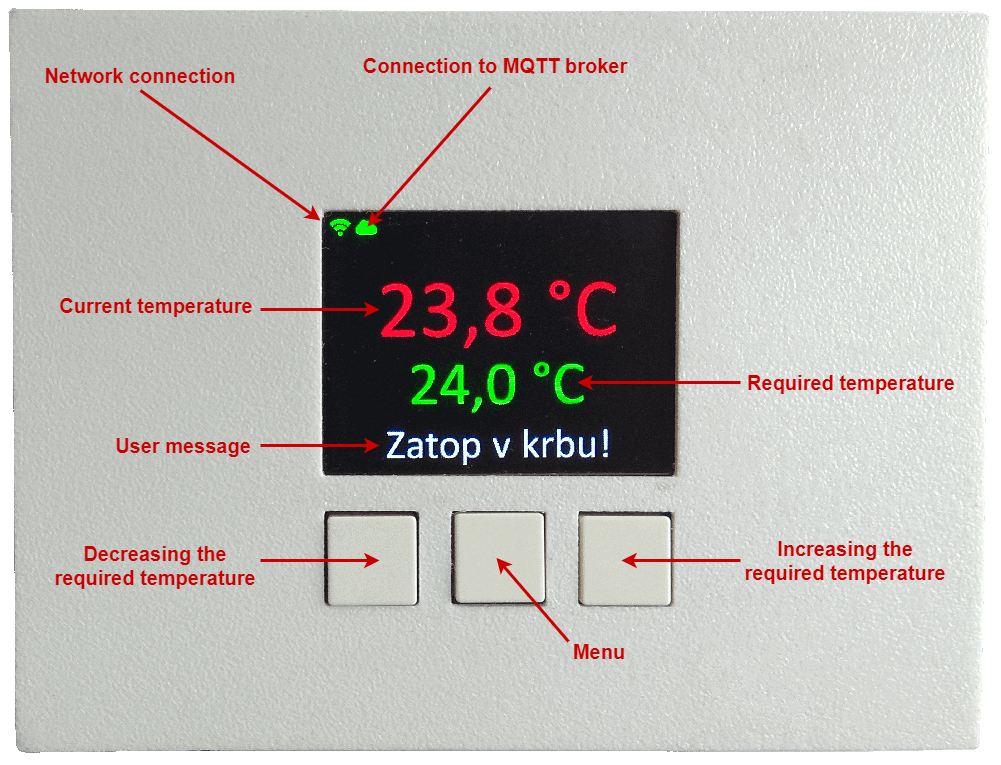 Connection to MQTT broker
Network connection
23,8 °C
Current temperature
24,0 °C
Required temperature
User message
Zatop v krbu!
Decreasing the
required temperature
Increasing the
required temperature
Menu